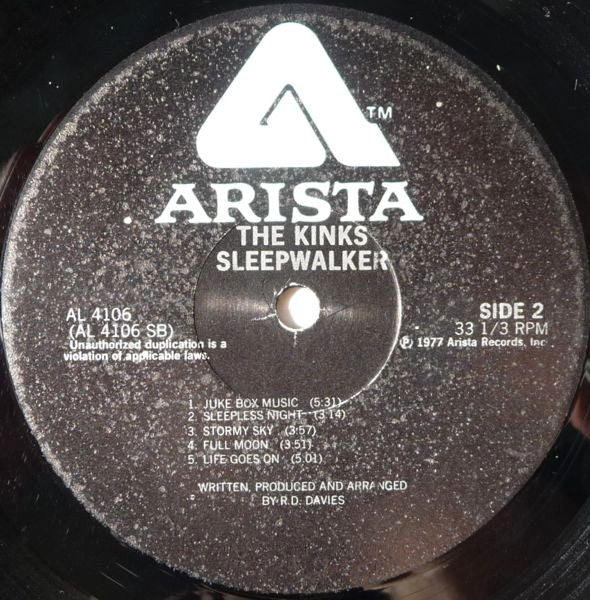 TM
ARISTA
THE KINKS
SLEEPWALKER
AL 4106
(AL 4106 SB)
Unauthorized duplication is a
violation of applicable laws.
SIDE 2
33 1/3 RPM
℗ 1977 Arista Records, Inc.
1. JUKE BOX MUSIC (5:31)
2. SLEEPLESS NIGHT (3:14)
3. STORMY SKY (3:57)
4. FULL MOON (3:51)
5. LIFE GOES ON (5.01)
WRITTEN, PRODUCED AND ARRANGED
BY R.D. DAVIES